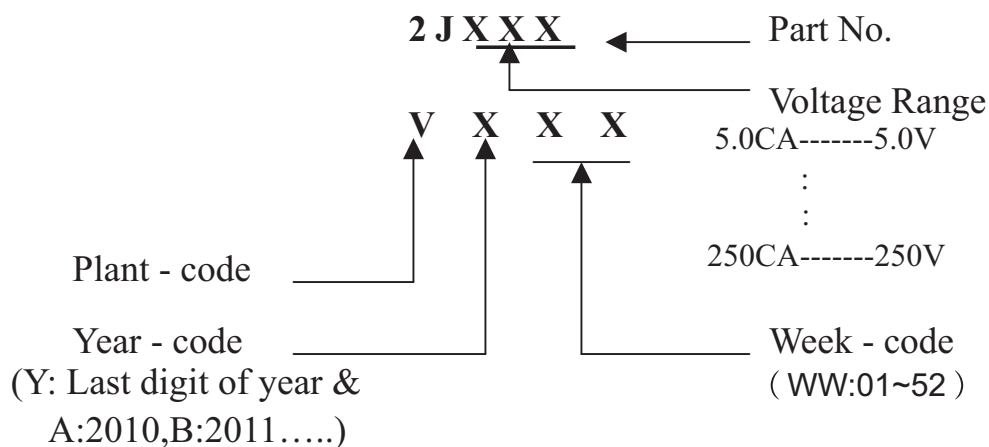 2 J X X X
Part No.
Voltage Range
V X X X
5.0CA-------5.0V
:
:
250CA-------250V
Plant - code
Year - code
(Y: Last digit of year &
A:2010,B:2011…..)
Week - code
（WW:01~52）